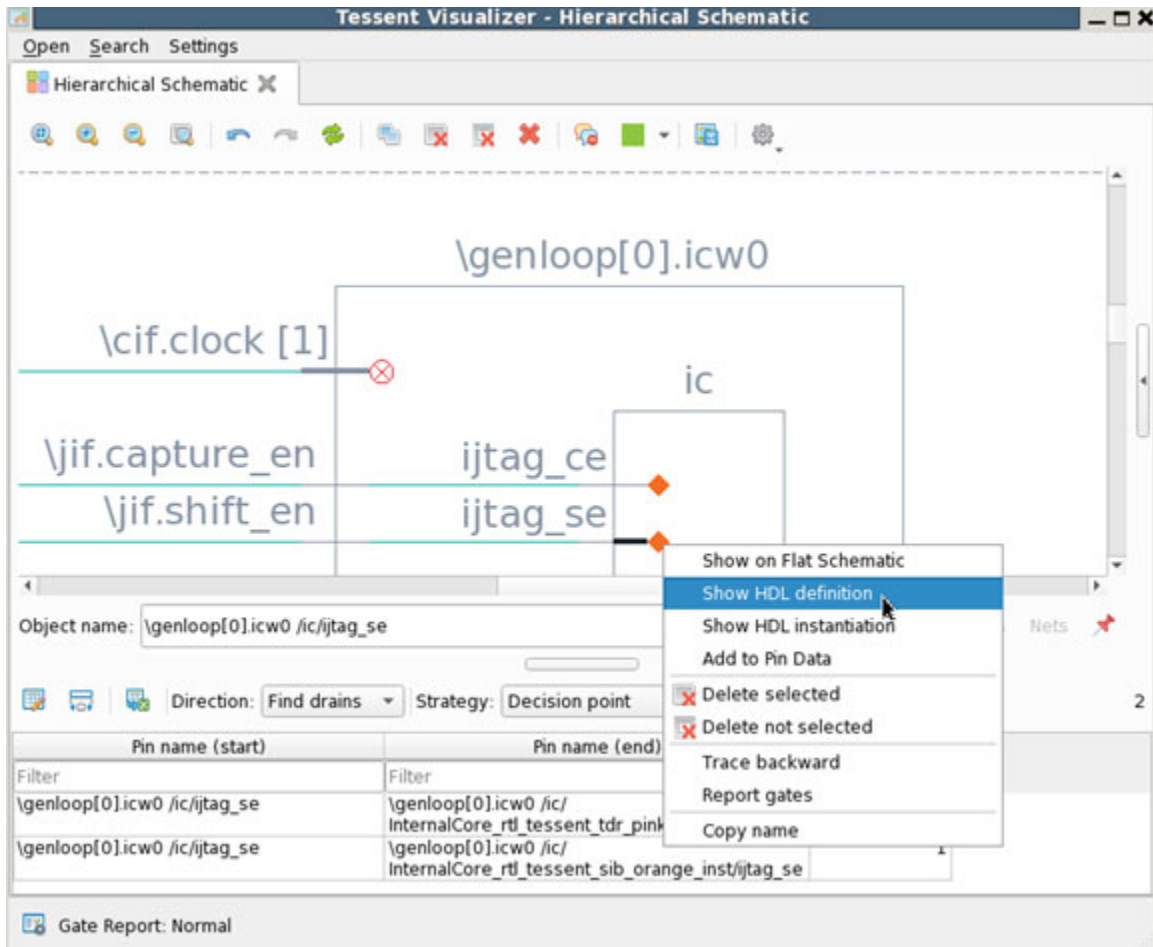 Tessent Visualizer - Hierarchical Schematic
Open Search Settings
Hierarchical Schematic
\genloop[0].icw0
\cif.clock [1]
ic
\jif.capture_en ijtag_ce
\jif.shift_en ijtag_se
Show on Flat Schematic
Show HDL definition
Object name: \genloop[0].icw0 /ic/ijtag_se Show HDL instantiation Nets
Add to Pin Data
Direction: Find drains Strategy: Decision point Delete selected 2
Delete not selected
Pin name (start) Pin name (end)
Trace backward
Filter Filter
Report gates
\genloop[0].icw0 /ic/ijtag_se \genloop[0].icw0 /ic/
InternalCore_rtl_tessent_tdr_pink
Copy name
\genloop[0].icw0 /ic/ijtag_se \genloop[0].icw0 /ic/ 1
InternalCore_rtl_tessent_sib_orange_inst/ijtag_se
Gate Report: Normal